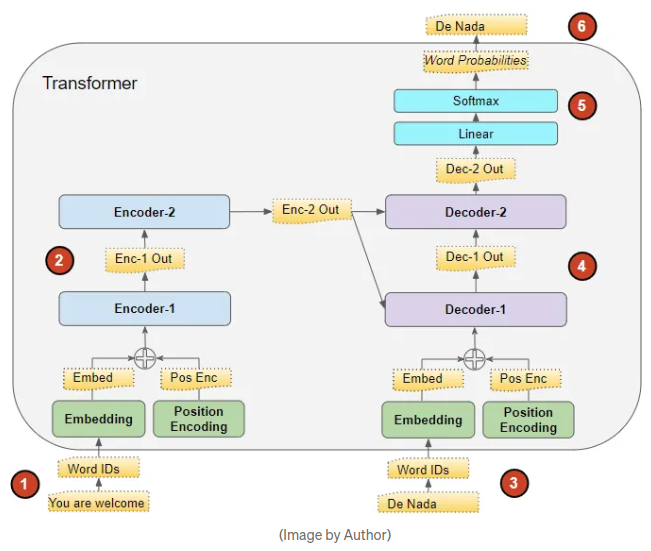 De Nada
6
Word Probabilities
Transformer
Softmax
5
Linear
Dec-2 Out
Encoder-2
Enc-2 Out
Decoder-2
2
Enc-1 Out
Dec-1 Out
4
Encoder-1
Decoder-1
Embed
Pos Enc
Embed
Pos Enc
Embedding
Position
Encoding
Embedding
Position
Encoding
1
Word IDs
Word IDs
3
You are welcome
De Nada
(Image by Author)